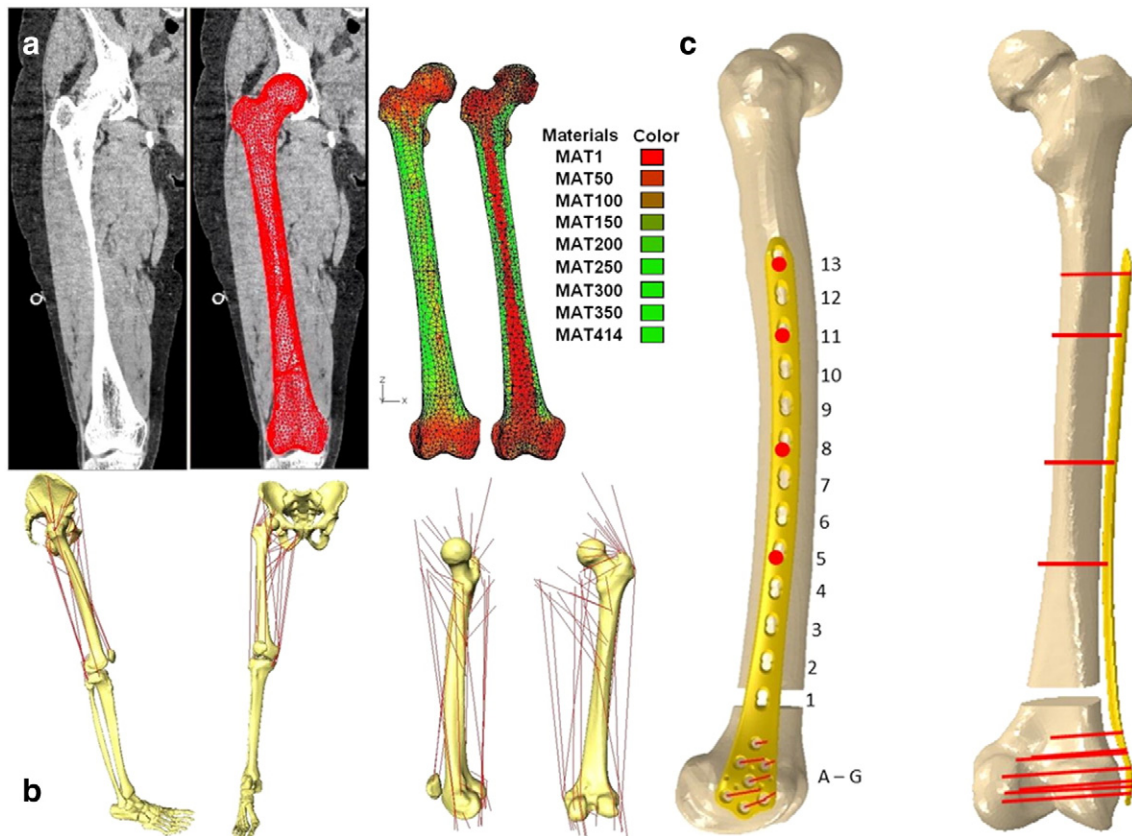 a
Materials Color
MAT1
MAT50
MAT100
MAT150
MAT200
MAT250
MAT300
MAT350
MAT414
Z
Y X
b
c
13
12
11
10
9
8
7
6
5
4
3
2
1
A – G